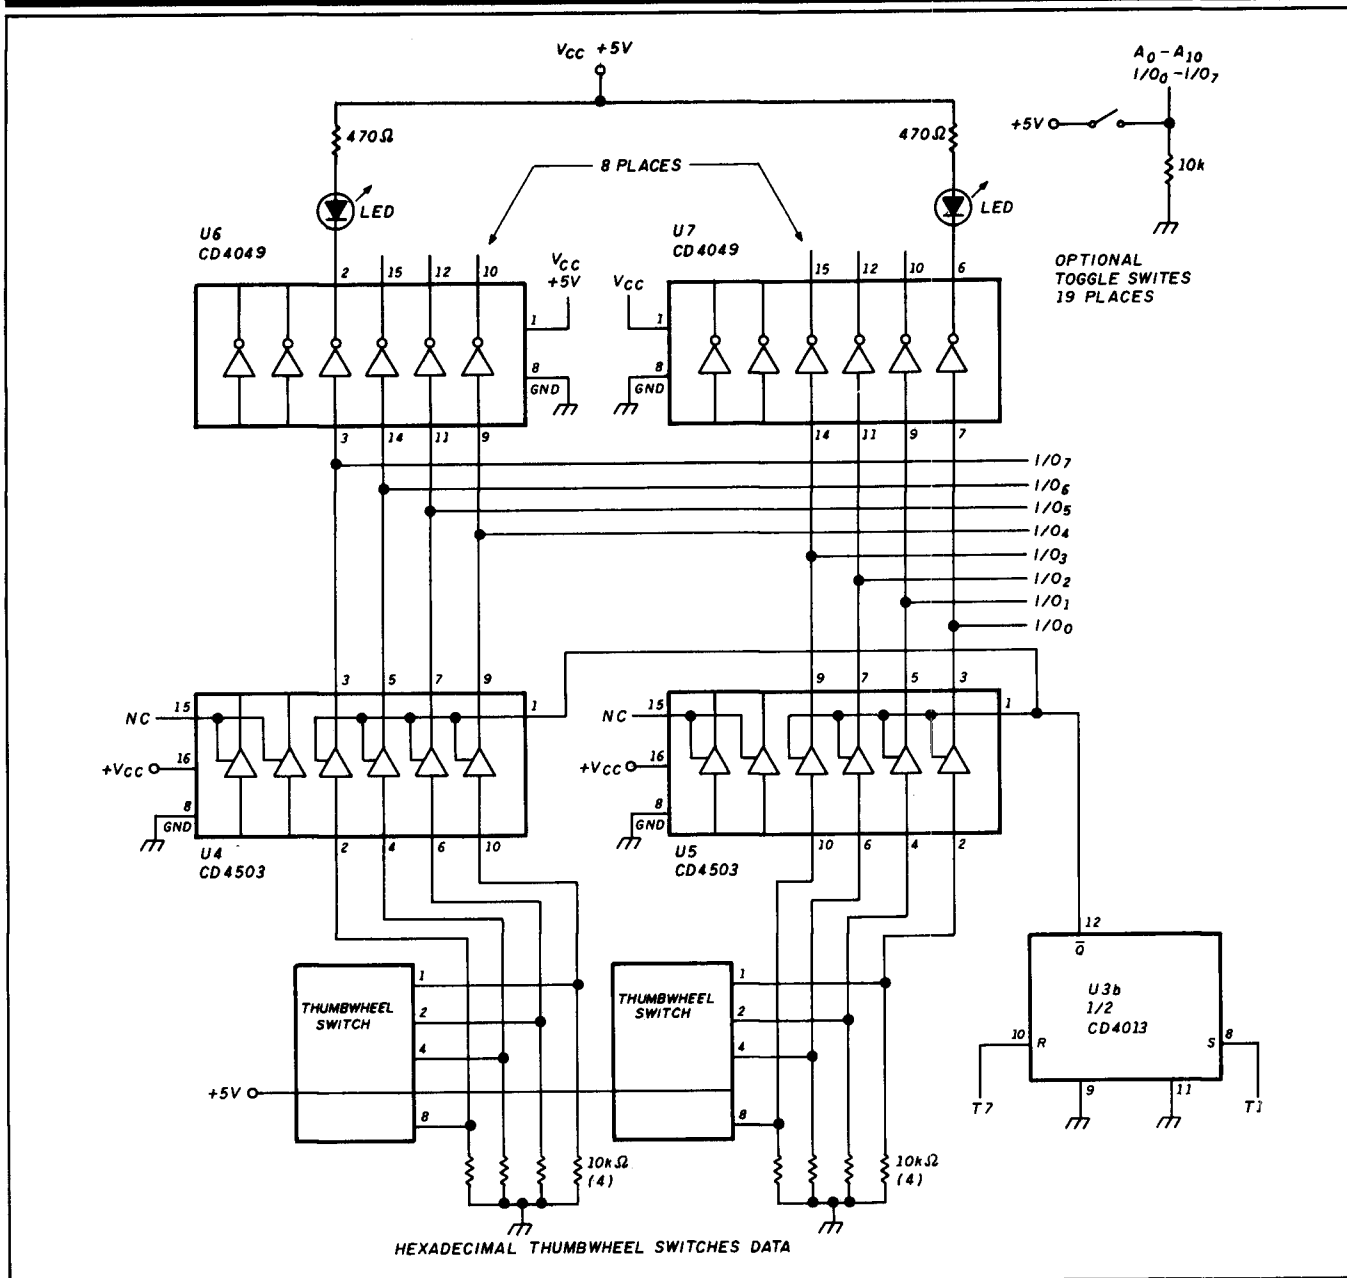 VCC +5V
A0-A10
I/O0-I/O7
+5V
10k
OPTIONAL
TOGGLE SWITES
19 PLACES
470Ω
470Ω
8 PLACES
LED
LED
U6
CD4049
U7
CD4049
2 15 12 10
15 12 10 6
VCC
+5V
VCC
1
1
8
GND
8
GND
3 14 11 9
14 11 9 7
I/O7
I/O6
I/O5
I/O4
I/O3
I/O2
I/O1
I/O0
3 5 7 9
9 7 5 3
NC 15
1
NC 15
1
+VCC 16
+VCC 16
8
GND
8
GND
U4
CD4503
2 4 6 10
U5
CD4503
10 6 4 2
12
Q
U3b
1/2
CD4013
10 R
S 8
9
11
T7
T1
THUMBWHEEL
SWITCH
1
2
4
8
THUMBWHEEL
SWITCH
1
2
4
8
+5V
10kΩ
(4)
10kΩ
(4)
HEXADECIMAL THUMBWHEEL SWITCHES DATA